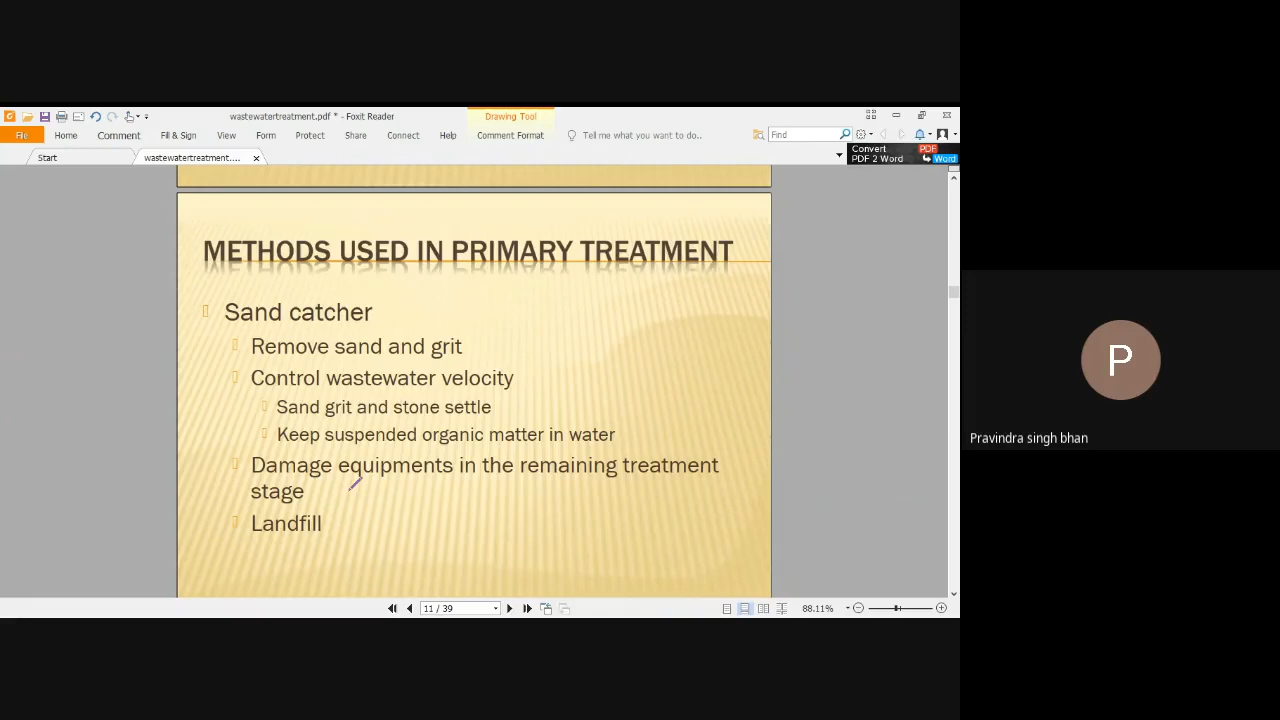 wastewatertreatment.pdf * - Foxit Reader
Drawing Tool
File Home Comment Fill & Sign View Form Protect Share Connect Help Comment Format Tell me what you want to do.. Find
Start wastewatertreatment....
Convert PDF
PDF 2 Word Word
METHODS USED IN PRIMARY TREATMENT
Sand catcher
Remove sand and grit
Control wastewater velocity
Sand grit and stone settle
Keep suspended organic matter in water
Damage equipments in the remaining treatment
stage
Landfill
11 / 39
88.11%
P
Pravindra singh bhan